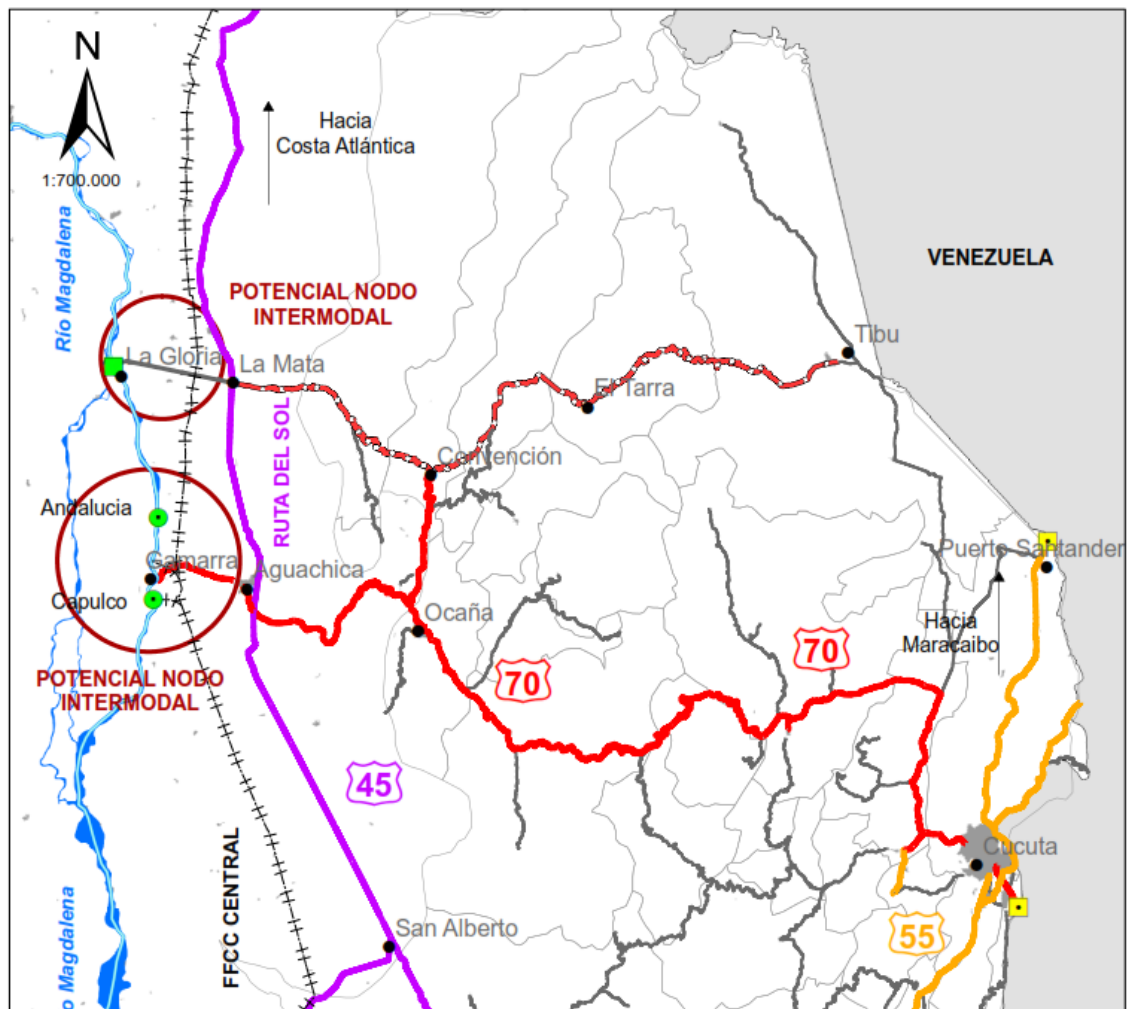 N
1:700.000
Hacia
Costa Atlántica
Río Magdalena
VENEZUELA
POTENCIAL NODO
INTERMODAL
La Gloria
La Mata
Tibu
El Tarra
RUTA DEL SOL
Convención
Andalucia
Gamarra
Aguachica
Capulco
Ocaña
Puerto Santander
Hacia
Maracaibo
POTENCIAL NODO
INTERMODAL
70
70
45
Cucuta
FFCC CENTRAL
San Alberto
55
o Magdalena